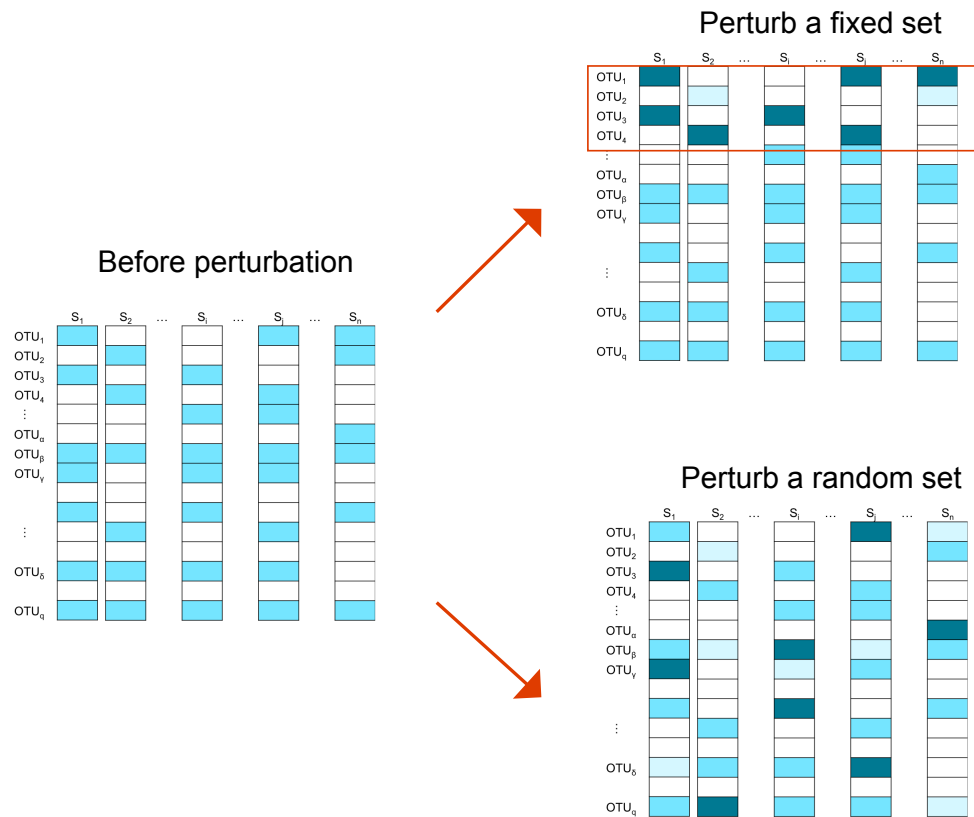 Perturb a fixed set
S₁ S₂ … Sᵢ … Sⱼ … Sₙ
OTU₁
OTU₂
OTU₃
OTU₄
⋮
OTUα
OTUᵦ
OTUᵧ
⋮
OTUδ
OTUq
Before perturbation
S₁ S₂ … Sᵢ … Sⱼ … Sₙ
OTU₁
OTU₂
OTU₃
OTU₄
⋮
OTUα
OTUᵦ
OTUᵧ
⋮
OTUδ
OTUq
Perturb a random set
S₁ S₂ … Sᵢ … Sⱼ … Sₙ
OTU₁
OTU₂
OTU₃
OTU₄
⋮
OTUα
OTUᵦ
OTUᵧ
⋮
OTUδ
OTUq